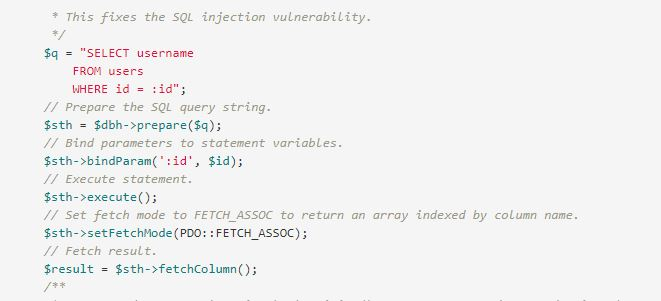 * This fixes the SQL injection vulnerability.
*/
$q = "SELECT username
FROM users
WHERE id = :id";
// Prepare the SQL query string.
$sth = $dbh->prepare($q);
// Bind parameters to statement variables.
$sth->bindParam(':id', $id);
// Execute statement.
$sth->execute();
// Set fetch mode to FETCH_ASSOC to return an array indexed by column name.
$sth->setFetchMode(PDO::FETCH_ASSOC);
// Fetch result.
$result = $sth->fetchColumn();
/**